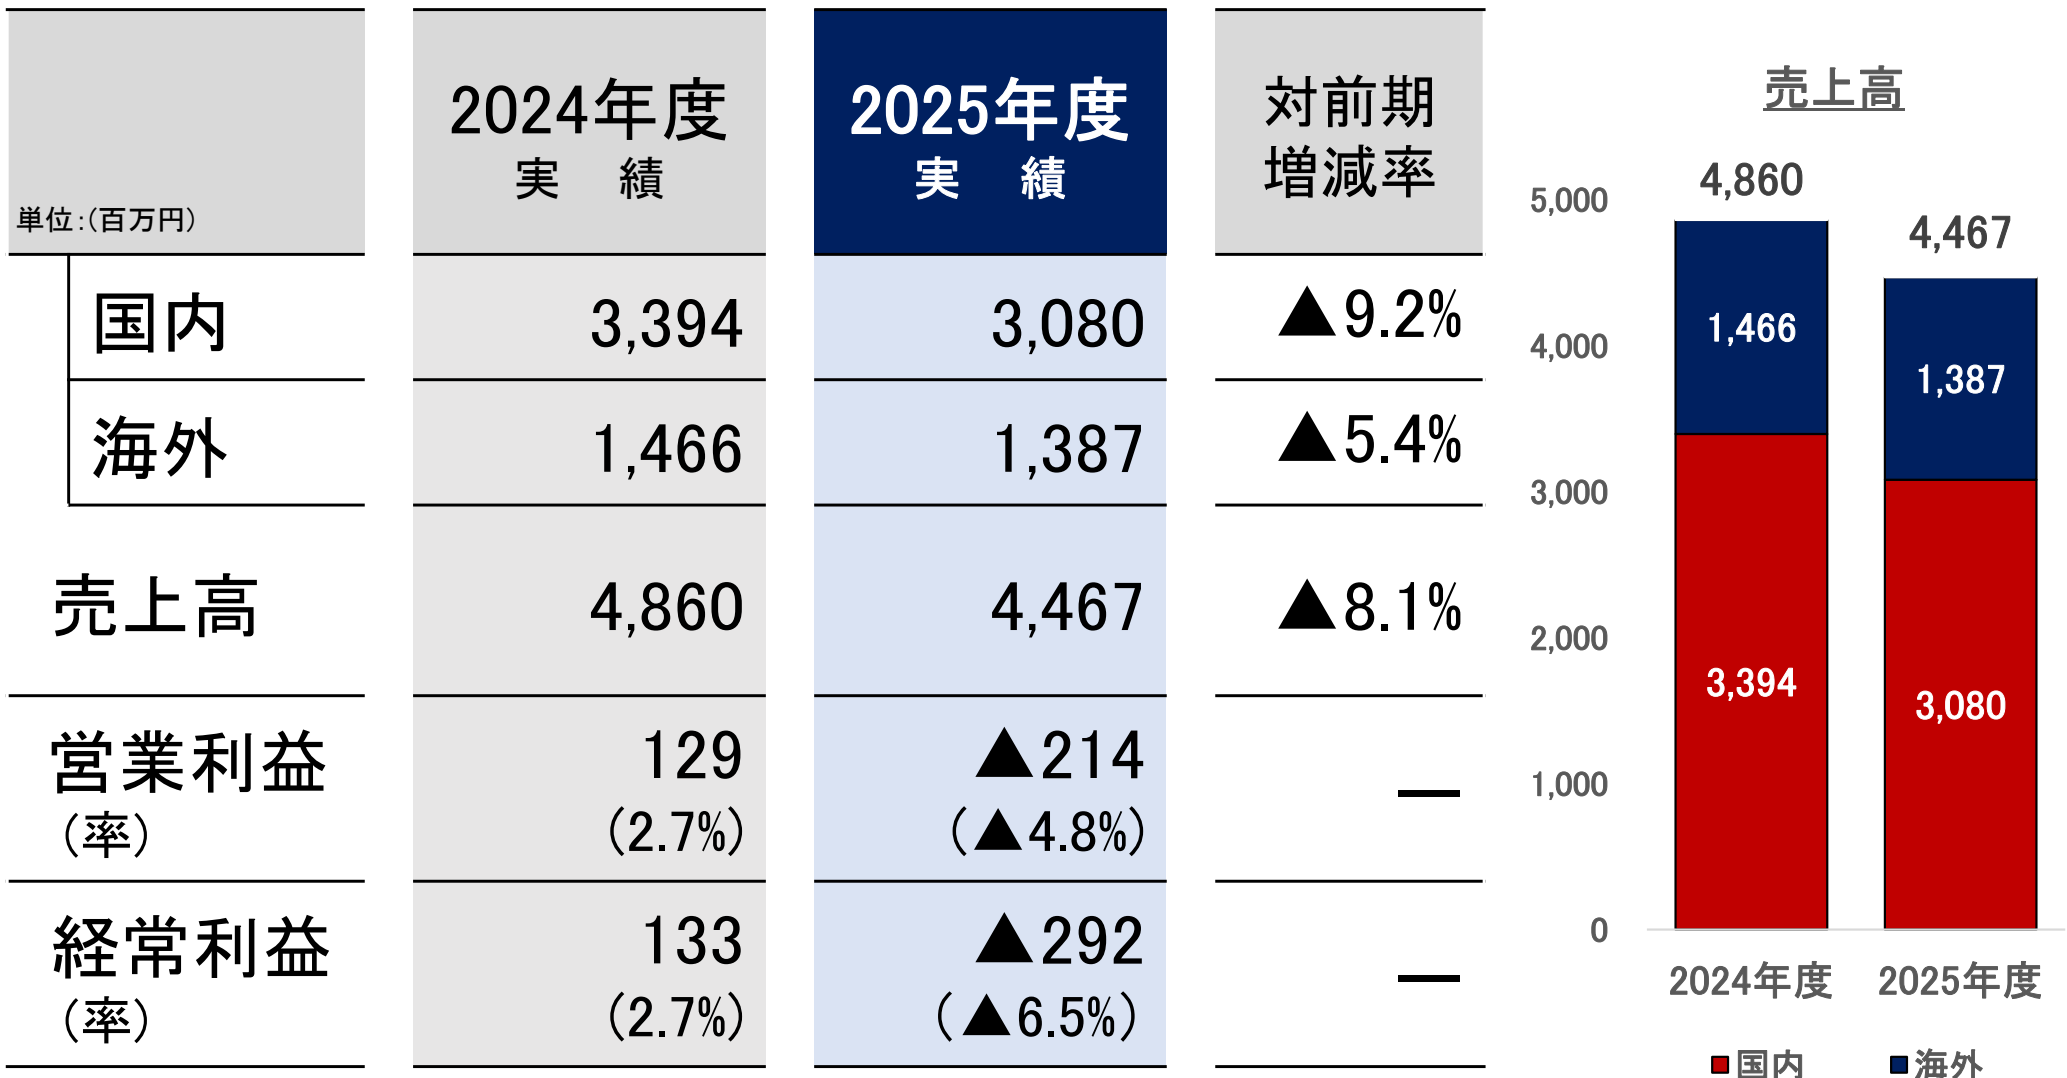 単位:(百万円)
2024年度
実 績
2025年度
実 績
対前期
増減率
国内 3,394 3,080 ▲9.2%
海外 1,466 1,387 ▲5.4%
売上高 4,860 4,467 ▲8.1%
営業利益 129 ▲214 —
(率) (2.7%) (▲4.8%)
経常利益 133 ▲292 —
(率) (2.7%) (▲6.5%)
売上高
5,000
4,000
3,000
2,000
1,000
0
4,860
1,466
3,394
4,467
1,387
3,080
2024年度 2025年度
国内 海外